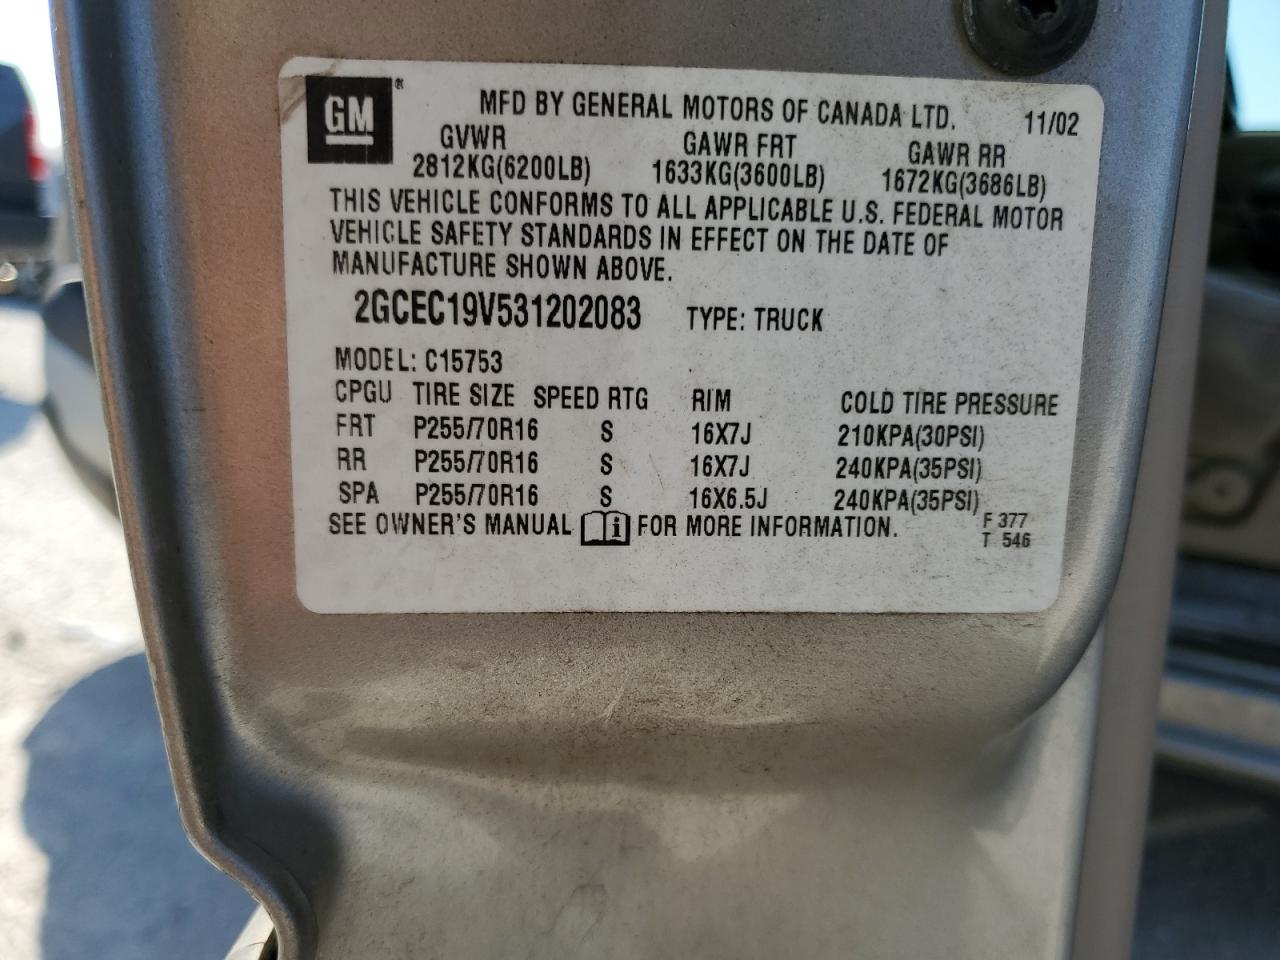 GM ®
MFD BY GENERAL MOTORS OF CANADA LTD. 11/02
GVWR GAWR FRT GAWR RR
2812KG(6200LB) 1633KG(3600LB) 1672KG(3686LB)
THIS VEHICLE CONFORMS TO ALL APPLICABLE U.S. FEDERAL MOTOR
VEHICLE SAFETY STANDARDS IN EFFECT ON THE DATE OF
MANUFACTURE SHOWN ABOVE.
2GCEC19V531202083 TYPE: TRUCK
MODEL: C15753
CPGU TIRE SIZE SPEED RTG RIM COLD TIRE PRESSURE
FRT P255/70R16 S 16X7J 210KPA(30PSI)
RR P255/70R16 S 16X7J 240KPA(35PSI)
SPA P255/70R16 S 16X6.5J 240KPA(35PSI)
SEE OWNER'S MANUAL i FOR MORE INFORMATION. F 377
T 546